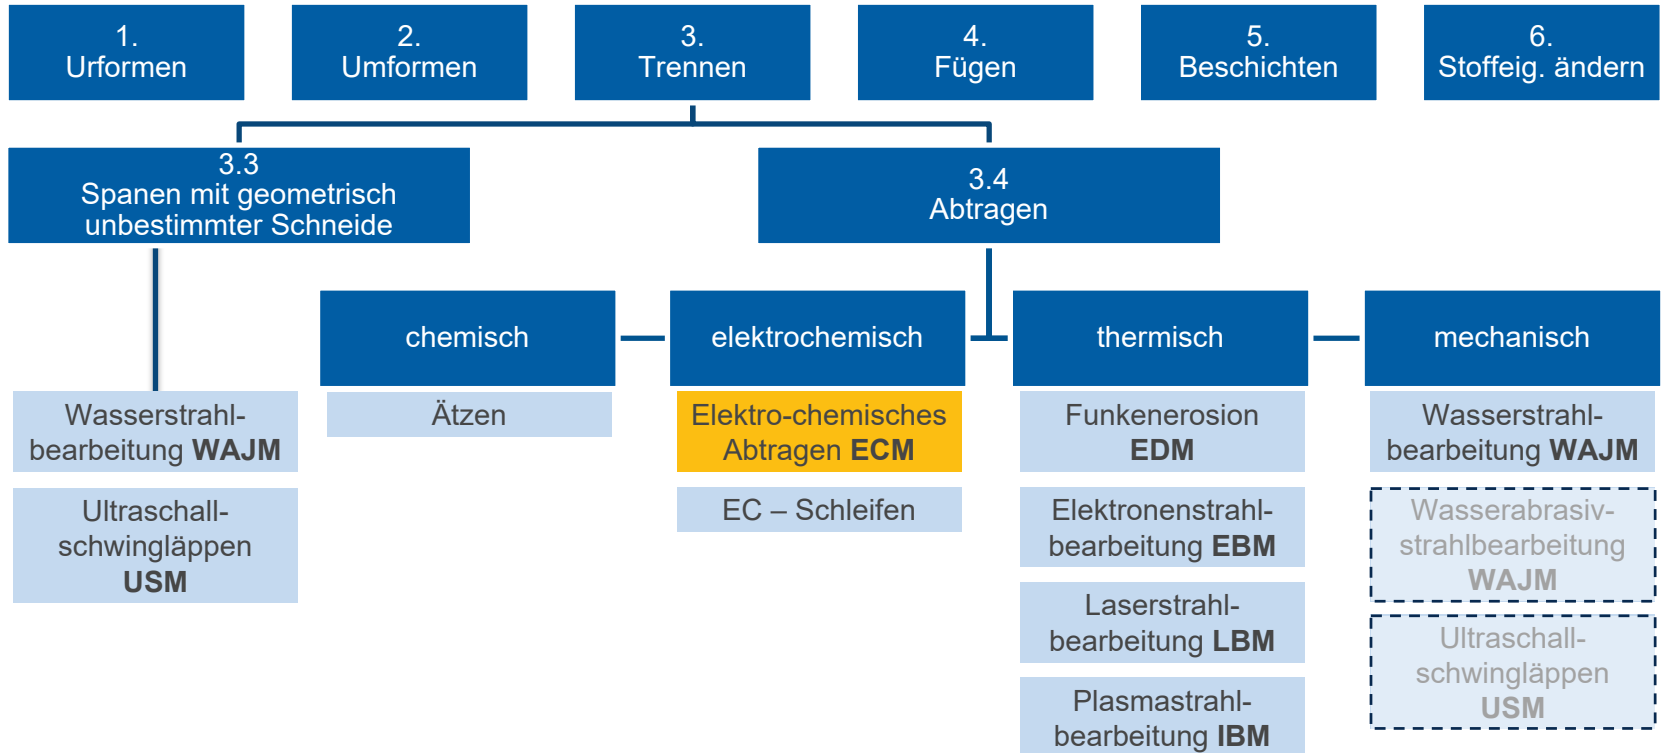 1.
Urformen
2.
Umformen
3.
Trennen
4.
Fügen
5.
Beschichten
6.
Stoffeig. ändern
3.3
Spanen mit geometrisch
unbestimmter Schneide
3.4
Abtragen
chemisch
elektrochemisch
thermisch
mechanisch
Wasserstrahl-
bearbeitung WAJM
Ultraschall-
schwingläppen
USM
Ätzen
Elektro-chemisches
Abtragen ECM
EC – Schleifen
Funkenerosion
EDM
Elektronenstrahl-
bearbeitung EBM
Laserstrahl-
bearbeitung LBM
Plasmastrahl-
bearbeitung IBM
Wasserstrahl-
bearbeitung WAJM
Wasserabrasiv-
strahlbearbeitung
WAJM
Ultraschall-
schwingläppen
USM